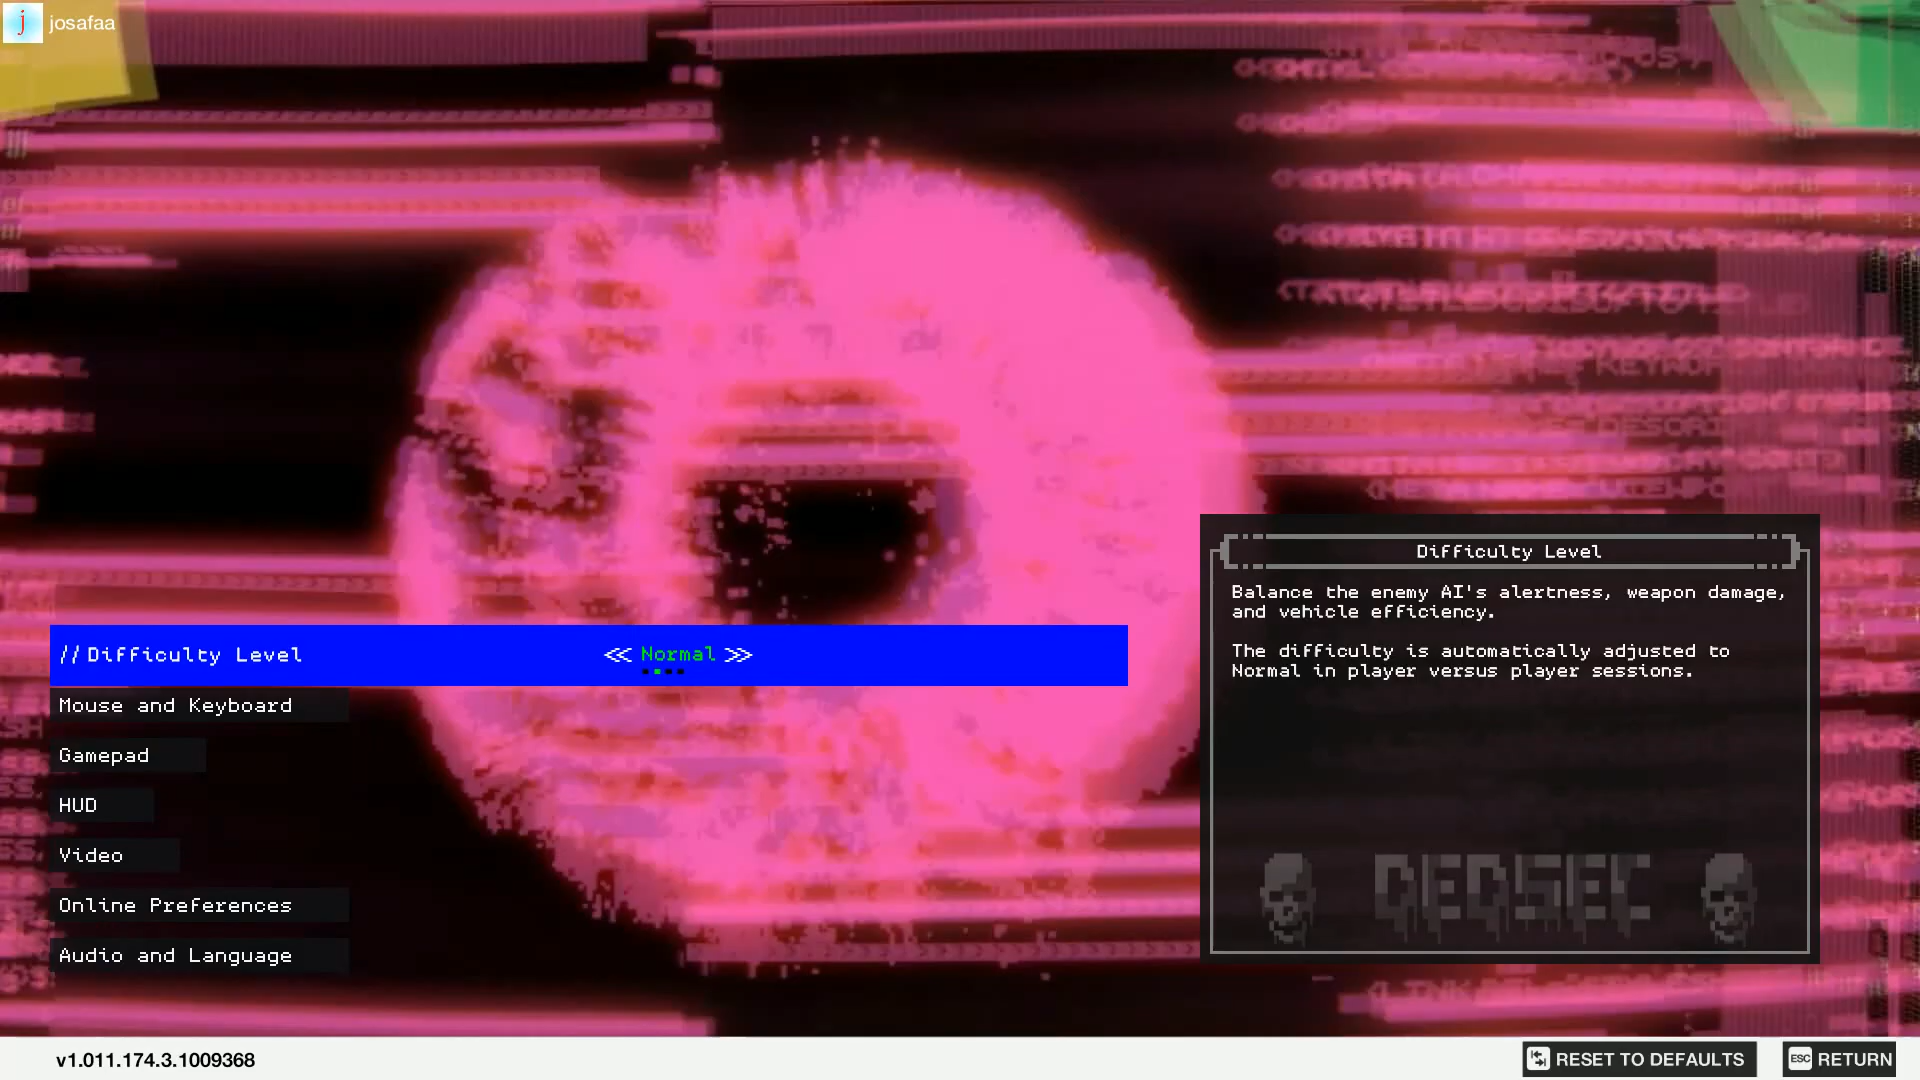 j josafaa
//Difficulty Level << Normal >>
Mouse and Keyboard
Gamepad
HUD
Video
Online Preferences
Audio and Language
Difficulty Level
Balance the enemy AI's alertness, weapon damage,
and vehicle efficiency.
The difficulty is automatically adjusted to
Normal in player versus player sessions.
DEDSEC
v1.011.174.3.1009368
RESET TO DEFAULTS
ESC RETURN